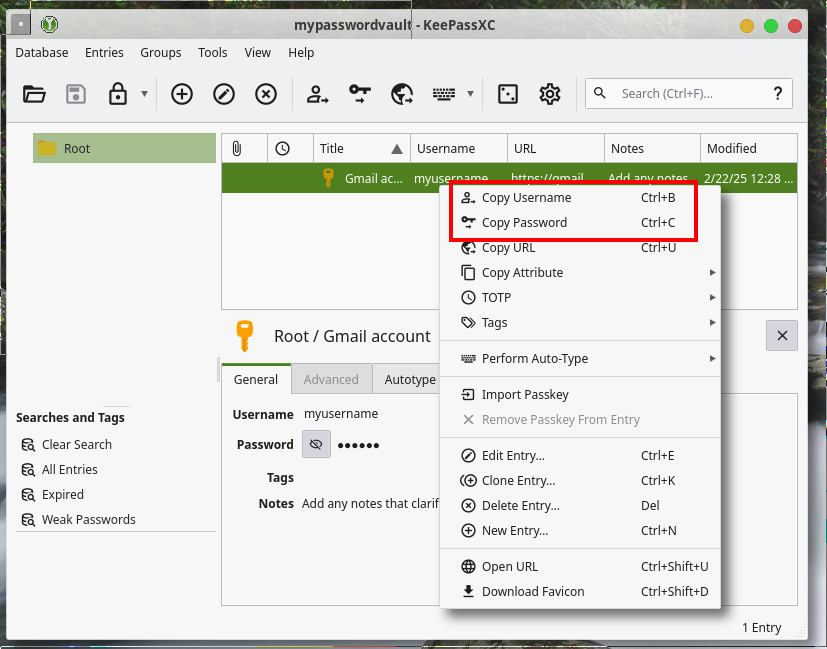 mypasswordvault - KeePassXC
Database Entries Groups Tools View Help
Search (Ctrl+F)... ?
Root
Title Username URL Notes Modified
Gmail ac... myusername https://gmail Add any notes 2/22/25 12:28 ...
Copy Username Ctrl+B
Copy Password Ctrl+C
Copy URL Ctrl+U
Copy Attribute
TOTP
Tags
Perform Auto-Type
Import Passkey
Remove Passkey From Entry
Edit Entry... Ctrl+E
Clone Entry... Ctrl+K
Delete Entry... Del
New Entry... Ctrl+N
Open URL Ctrl+Shift+U
Download Favicon Ctrl+Shift+D
Root / Gmail account
General Advanced Autotype
Username myusername
Password ●●●●●●
Tags
Notes Add any notes that clarif
Searches and Tags
Clear Search
All Entries
Expired
Weak Passwords
1 Entry